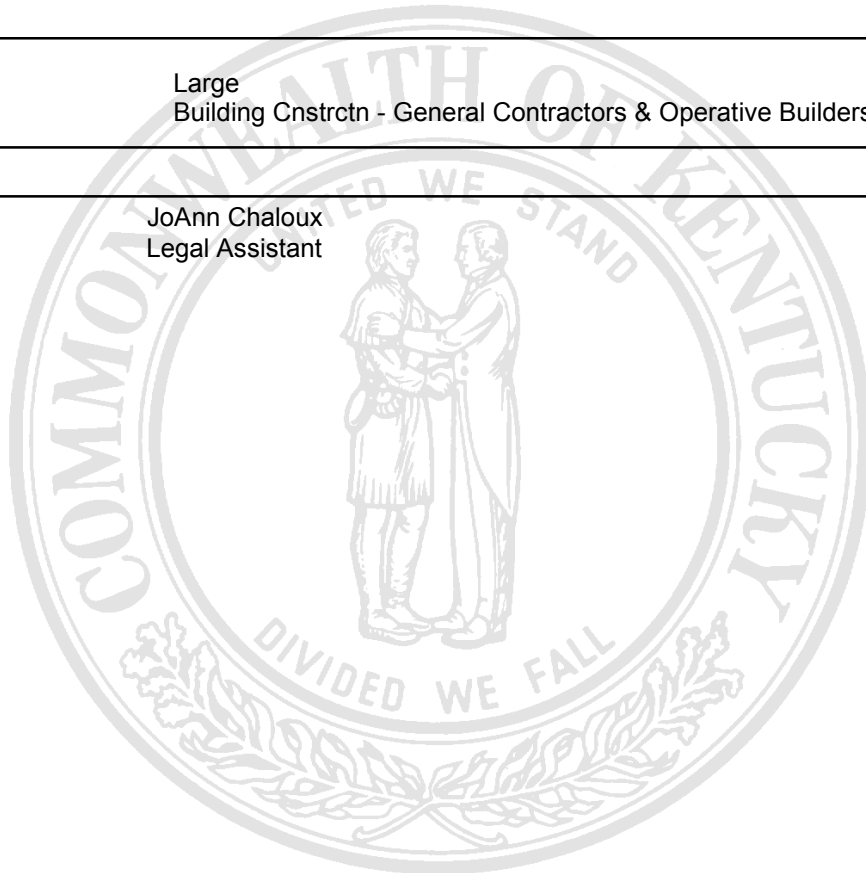 Large
Building Cnstrctn - General Contractors & Operative Builders
JoAnn Chaloux
Legal Assistant
COMMONWEALTH OF KENTUCKY
UNITED WE STAND
DIVIDED WE FALL